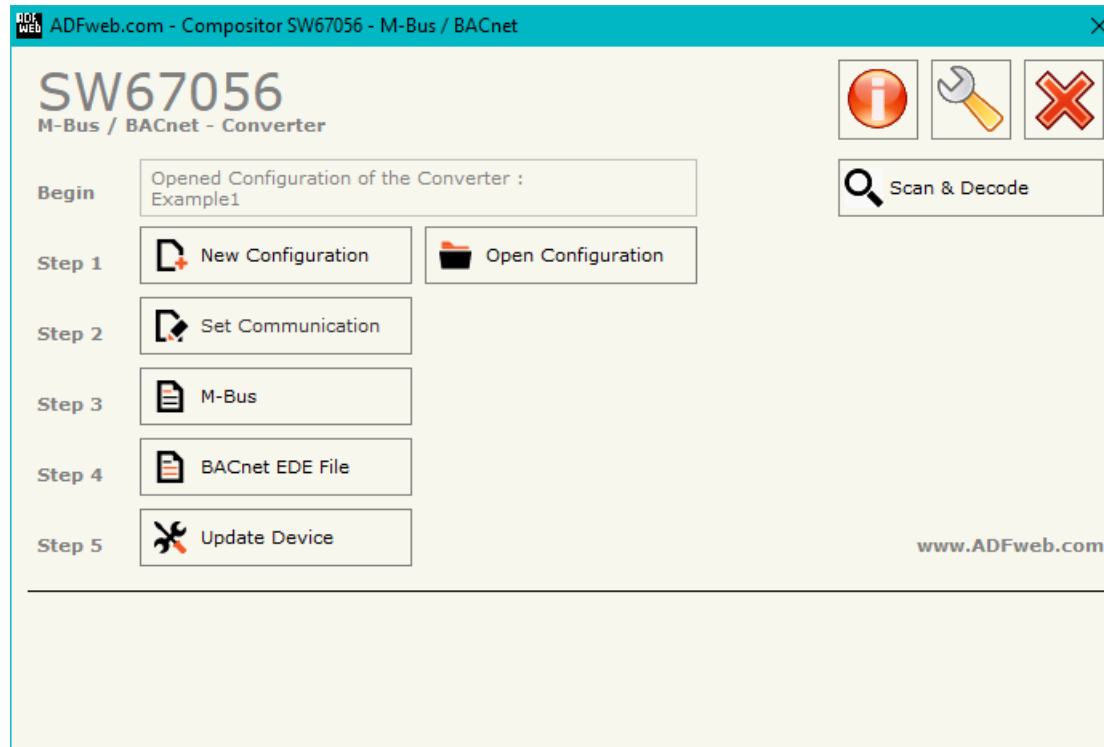 ADF
WEB
ADFweb.com - Compositor SW67056 - M-Bus / BACnet
SW67056
M-Bus / BACnet - Converter
Begin
Opened Configuration of the Converter :
Example1
Scan & Decode
Step 1
New Configuration
Open Configuration
Step 2
Set Communication
Step 3
M-Bus
Step 4
BACnet EDE File
Step 5
Update Device
www.ADFweb.com